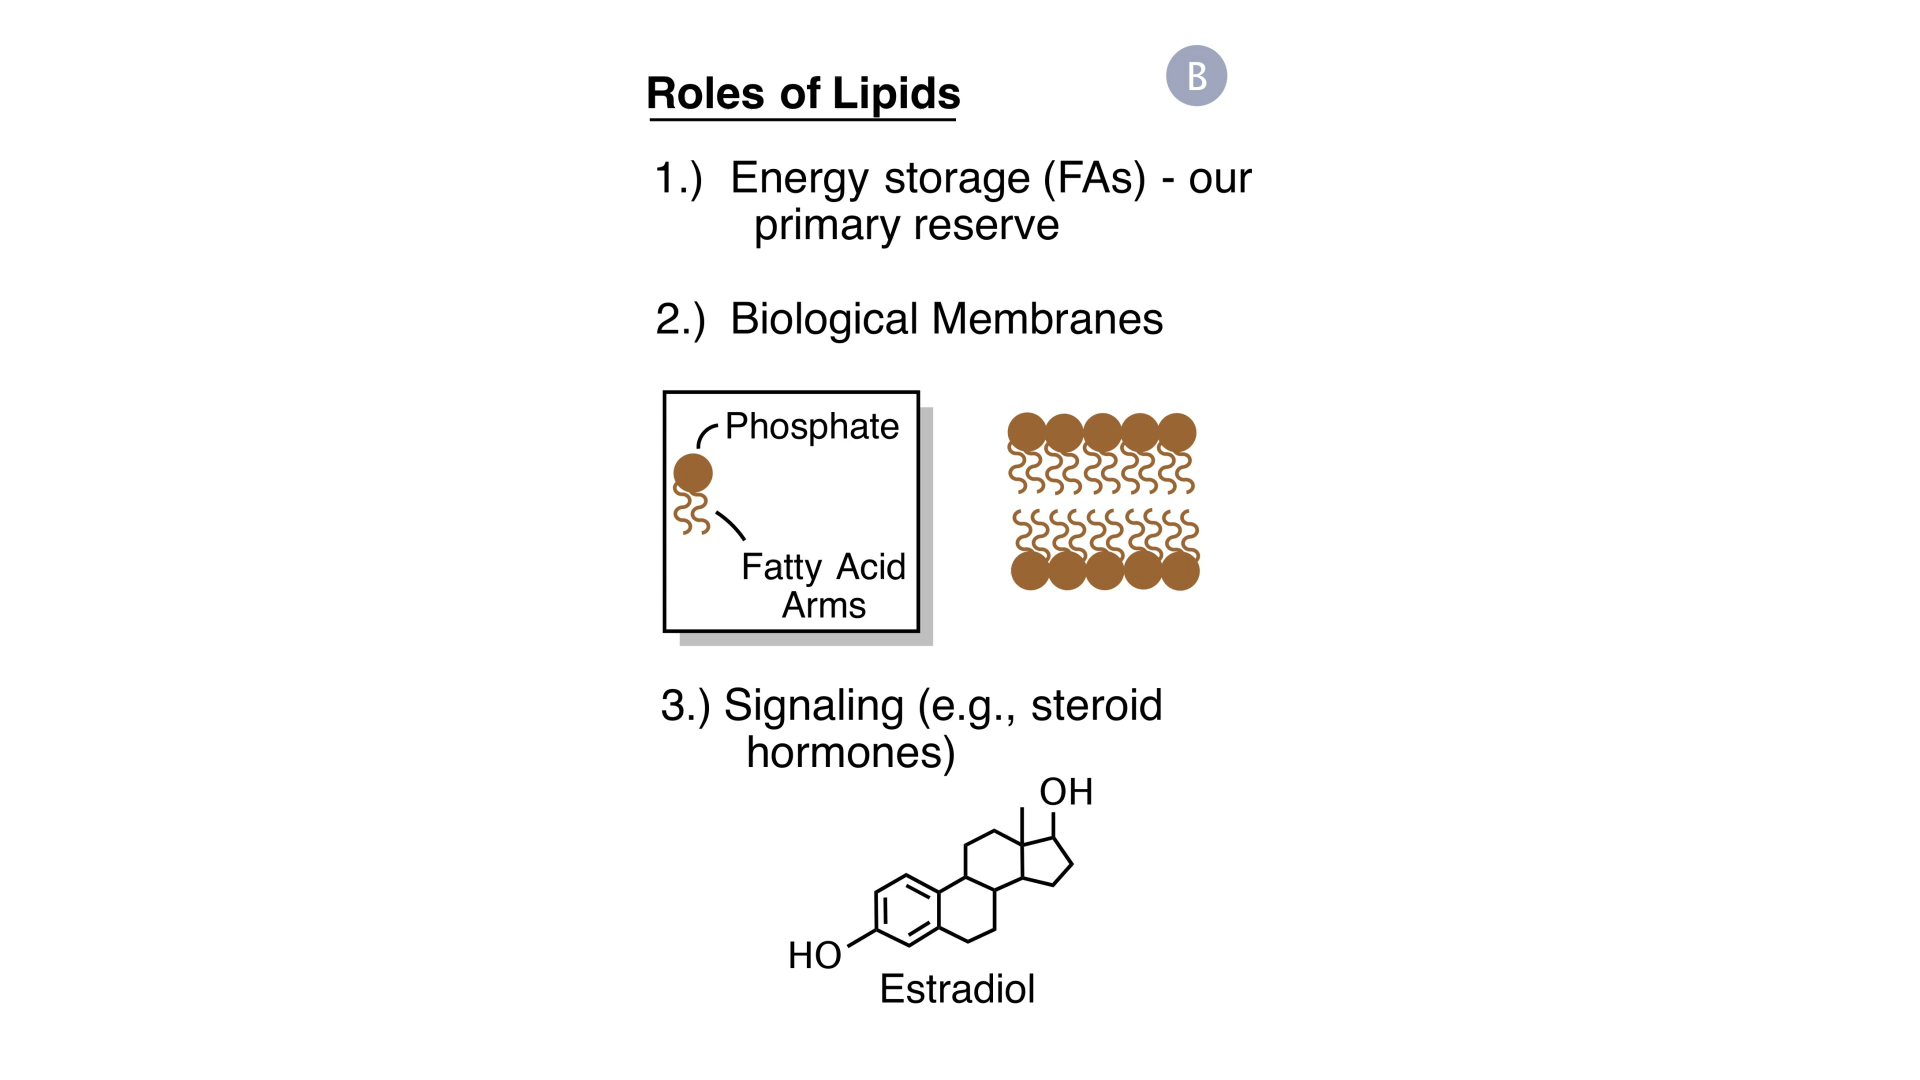 Roles of Lipids
B
1.) Energy storage (FAs) - our
primary reserve
2.) Biological Membranes
Phosphate
Fatty Acid
Arms
3.) Signaling (e.g., steroid
hormones)
OH
HO
Estradiol